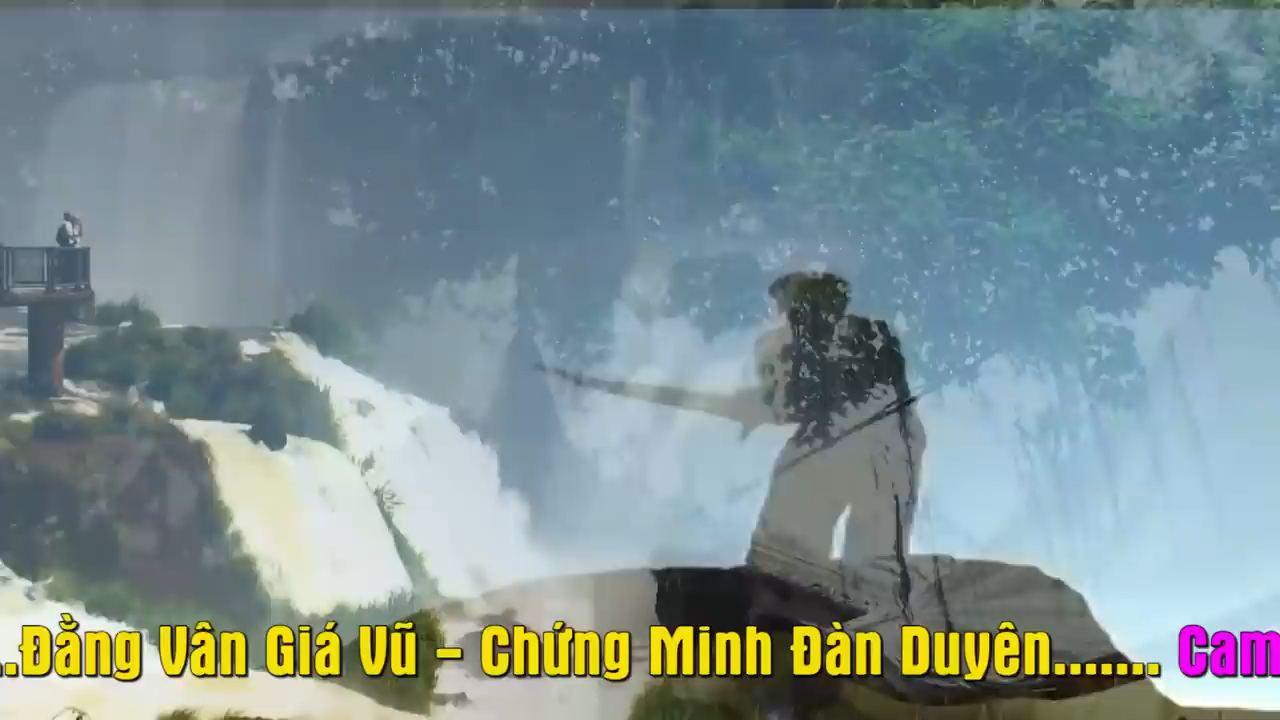 ..Đằng Vân Giá Vũ – Chứng Minh Đàn Duyên....... Cam